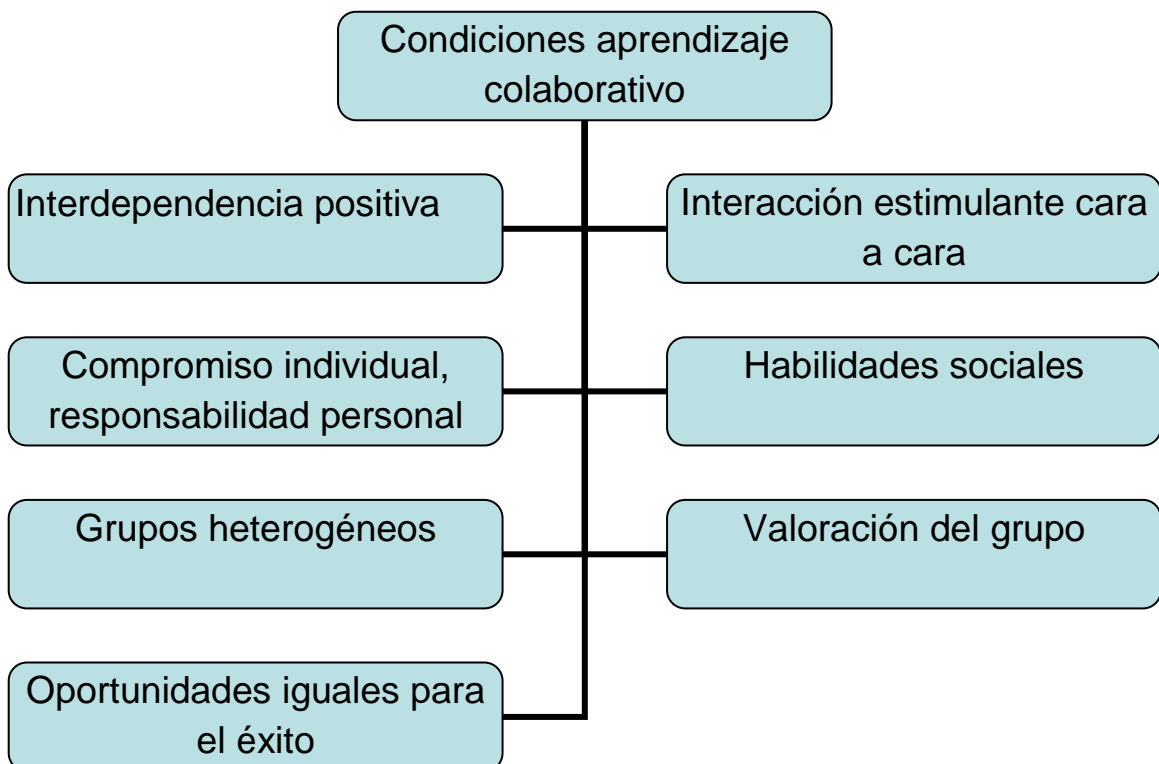 Condiciones aprendizaje
colaborativo
Interdependencia positiva
Interacción estimulante cara
a cara
Compromiso individual,
responsabilidad personal
Habilidades sociales
Grupos heterogéneos
Valoración del grupo
Oportunidades iguales para
el éxito